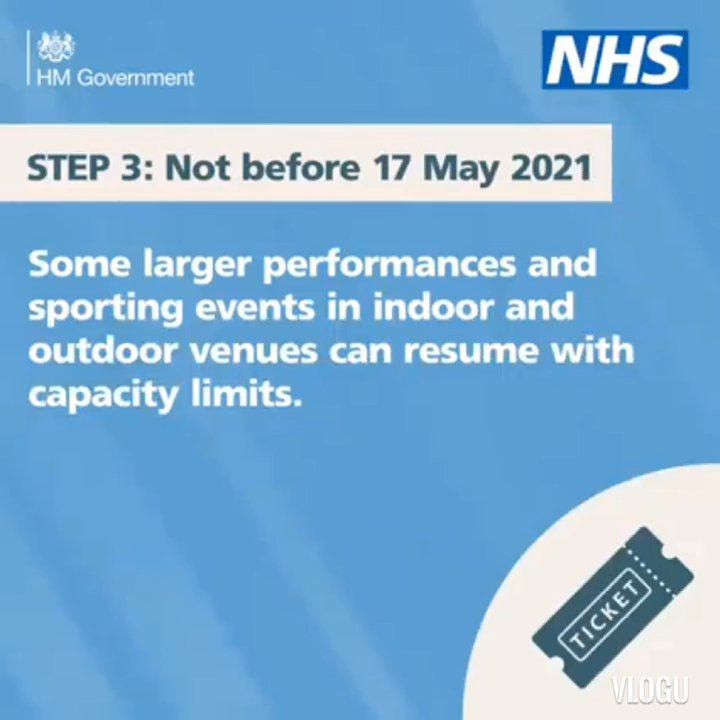 HM Government
NHS
STEP 3: Not before 17 May 2021
Some larger performances and
sporting events in indoor and
outdoor venues can resume with
capacity limits.
TICKET
VLOGU